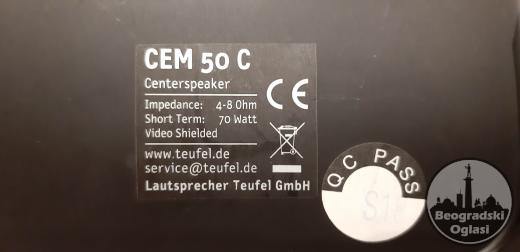 CEM 50 C
Centerspeaker
Impedance: 4-8 Ohm
Short Term: 70 Watt
Video Shielded
www.teufel.de
service@teufel.de
Lautsprecher Teufel GmbH
CE
QC PASS
Beogradski
Oglasi